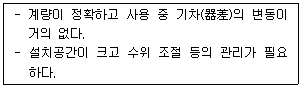 - 계량이 정확하고 사용 중 기차(器差)의 변동이
거의 없다.
- 설치공간이 크고 수위 조절 등의 관리가 필요
하다.